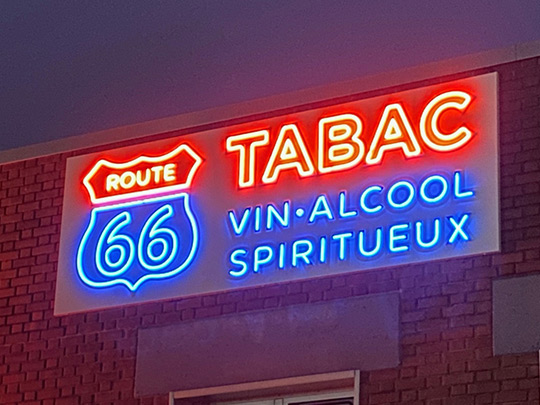 ROUTE
66
TABAC
VIN•ALCOOL
SPIRITUEUX